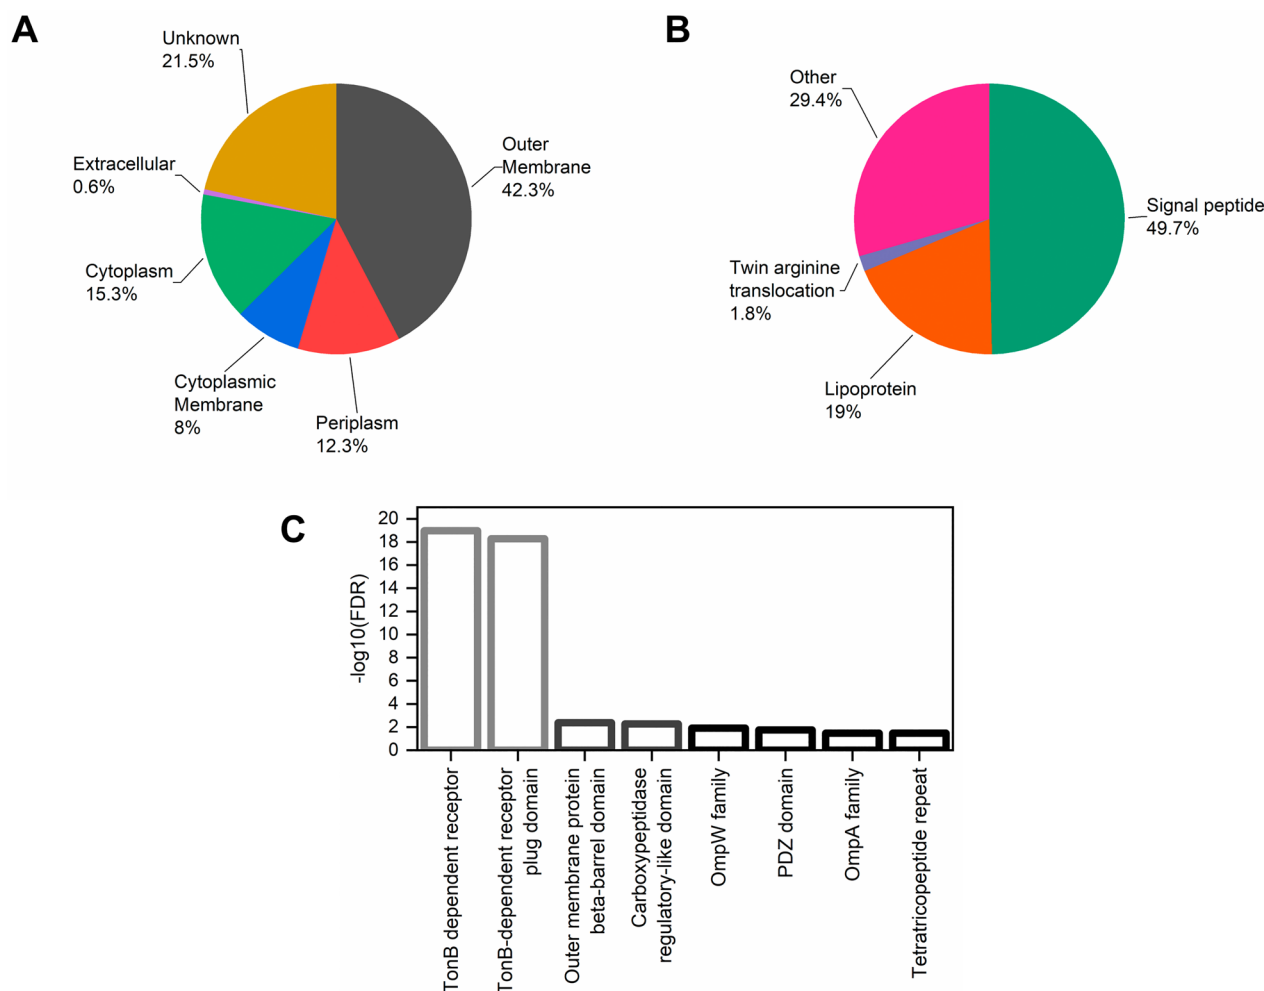 A
Unknown
21.5%
Extracellular
0.6%
Cytoplasm
15.3%
Cytoplasmic
Membrane
8%
Periplasm
12.3%
Outer
Membrane
42.3%
B
Other
29.4%
Signal peptide
49.7%
Twin arginine
translocation
1.8%
Lipoprotein
19%
C
-log10(FDR)
20
18
16
14
12
10
8
6
4
2
0
TonB dependent receptor
TonB-dependent receptor
plug domain
Outer membrane protein
beta-barrel domain
Carboxypeptidase
regulatory-like domain
OmpW family
PDZ domain
OmpA family
Tetratricopeptide repeat